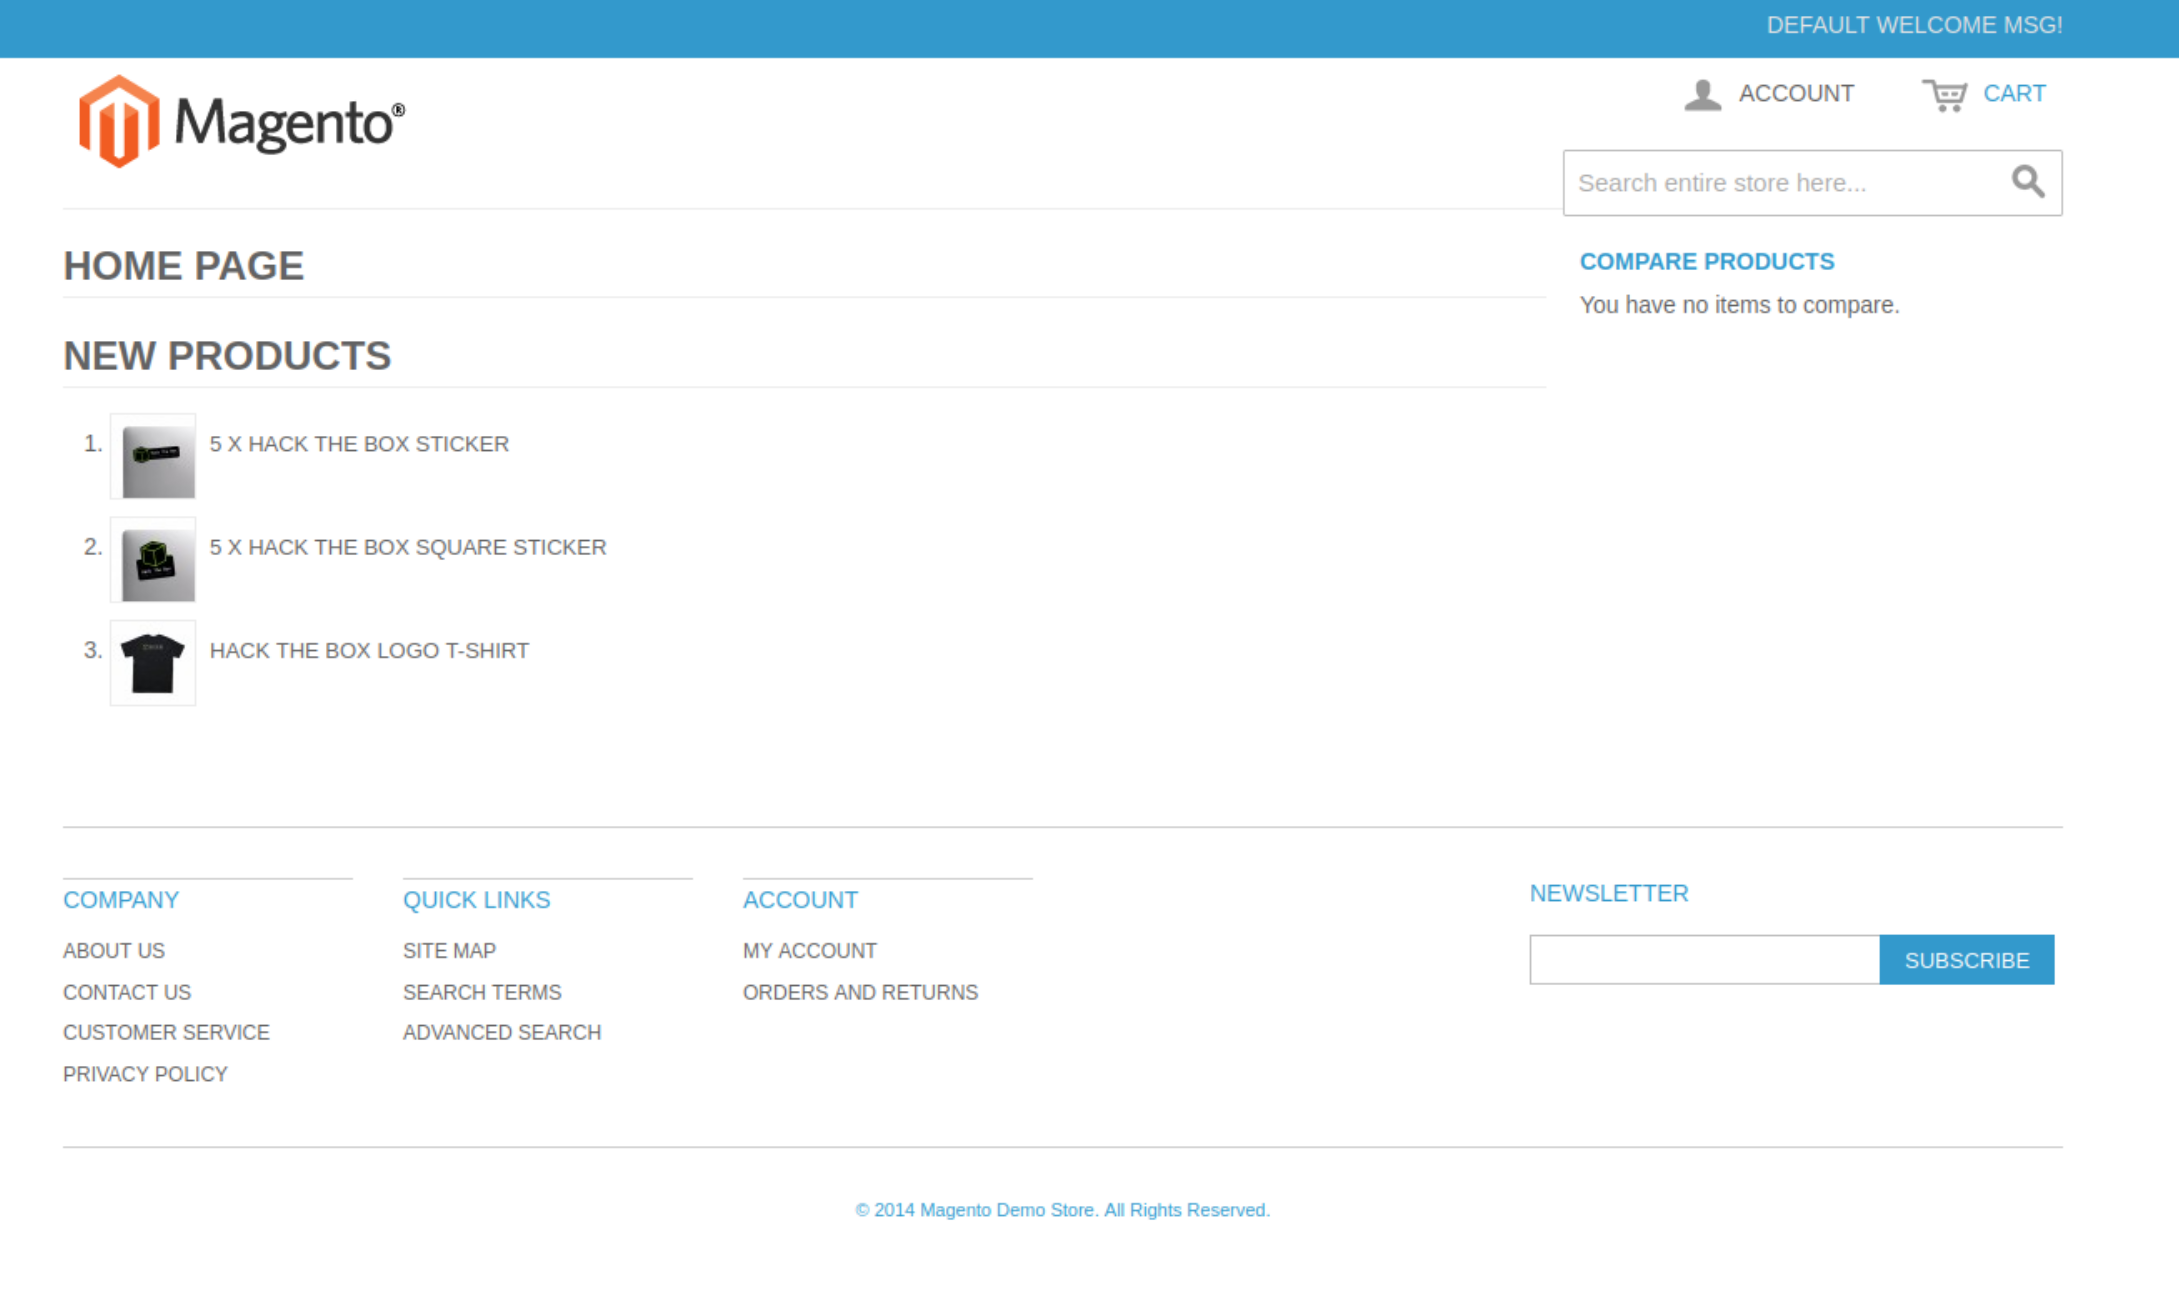 DEFAULT WELCOME MSG!
Magento®
ACCOUNT
CART
Search entire store here...
HOME PAGE
COMPARE PRODUCTS
You have no items to compare.
NEW PRODUCTS
1. 5 X HACK THE BOX STICKER
2. 5 X HACK THE BOX SQUARE STICKER
3. HACK THE BOX LOGO T-SHIRT
COMPANY
ABOUT US
CONTACT US
CUSTOMER SERVICE
PRIVACY POLICY
QUICK LINKS
SITE MAP
SEARCH TERMS
ADVANCED SEARCH
ACCOUNT
MY ACCOUNT
ORDERS AND RETURNS
NEWSLETTER
SUBSCRIBE
© 2014 Magento Demo Store. All Rights Reserved.